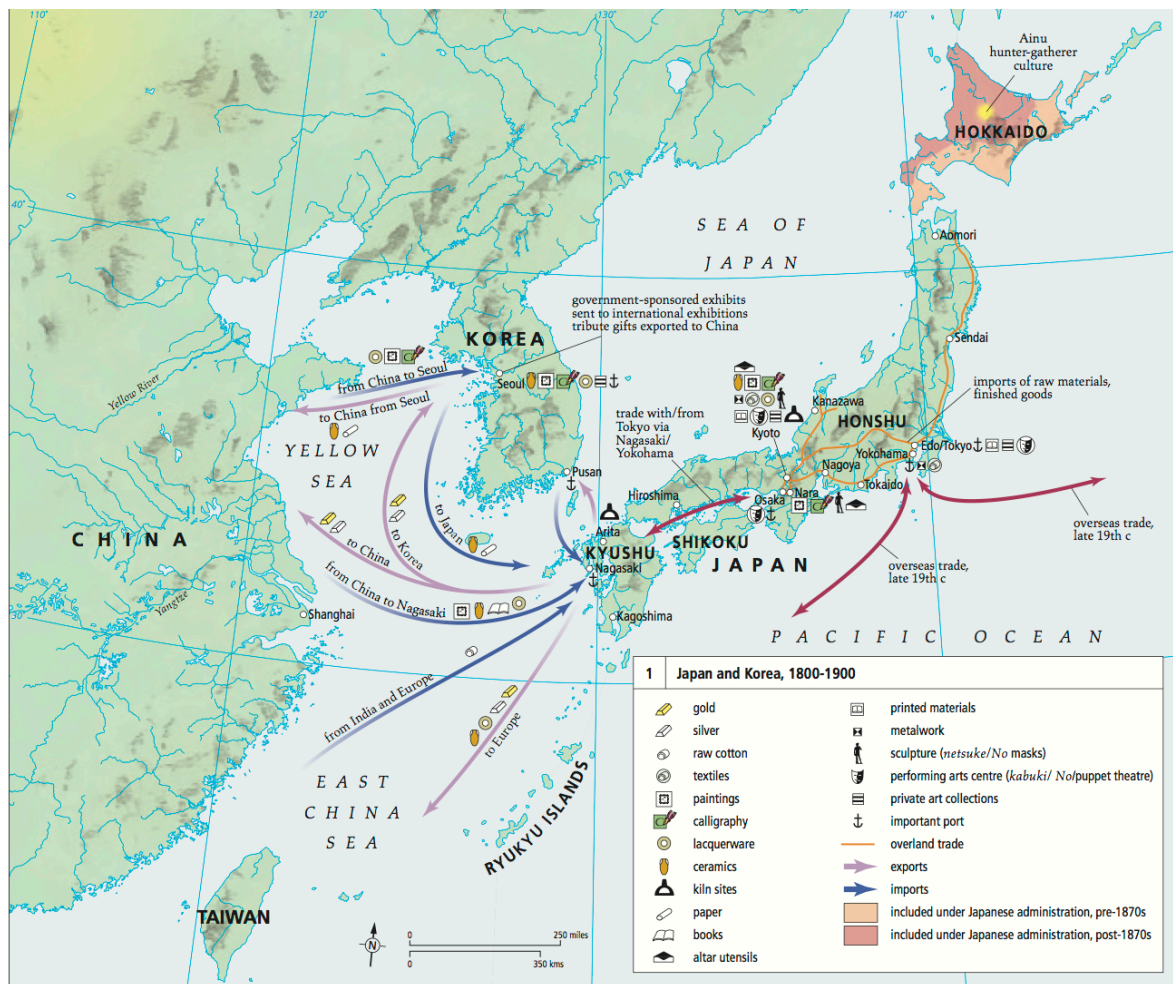 110°
120°
130°
140°
Ainu
hunter-gatherer
culture
HOKKAIDO
40°
SEA OF
JAPAN
Aomori
government-sponsored exhibits
sent to international exhibitions
tribute gifts exported to China
KOREA
Sendai
from China to Seoul
Seoul
Yellow River
to China from Seoul
imports of raw materials,
finished goods
Kanazawa
trade with/from
Tokyo via
Nagasaki/
Yokohama
HONSHU
Kyoto
Edo/Tokyo
Yokohama
YELLOW
SEA
Pusan
Nagoya
Hiroshima
Osaka
Nara
Tokaido
to Japan
to Korea
overseas trade,
late 19th c
CHINA
to China
Arita
KYUSHU
SHIKOKU
JAPAN
Nagasaki
overseas trade,
late 19th c
from China to Nagasaki
Yangtze
Shanghai
Kagoshima
30°
PACIFIC OCEAN
from India and Europe
to Europe
EAST
CHINA
SEA
RYUKYU ISLANDS
TAIWAN
N
0 250 miles
0 350 kms
1 Japan and Korea, 1800-1900
gold
silver
raw cotton
textiles
paintings
calligraphy
lacquerware
ceramics
kiln sites
paper
books
altar utensils
printed materials
metalwork
sculpture (netsuke/No masks)
performing arts centre (kabuki/ No/puppet theatre)
private art collections
important port
overland trade
exports
imports
included under Japanese administration, pre-1870s
included under Japanese administration, post-1870s